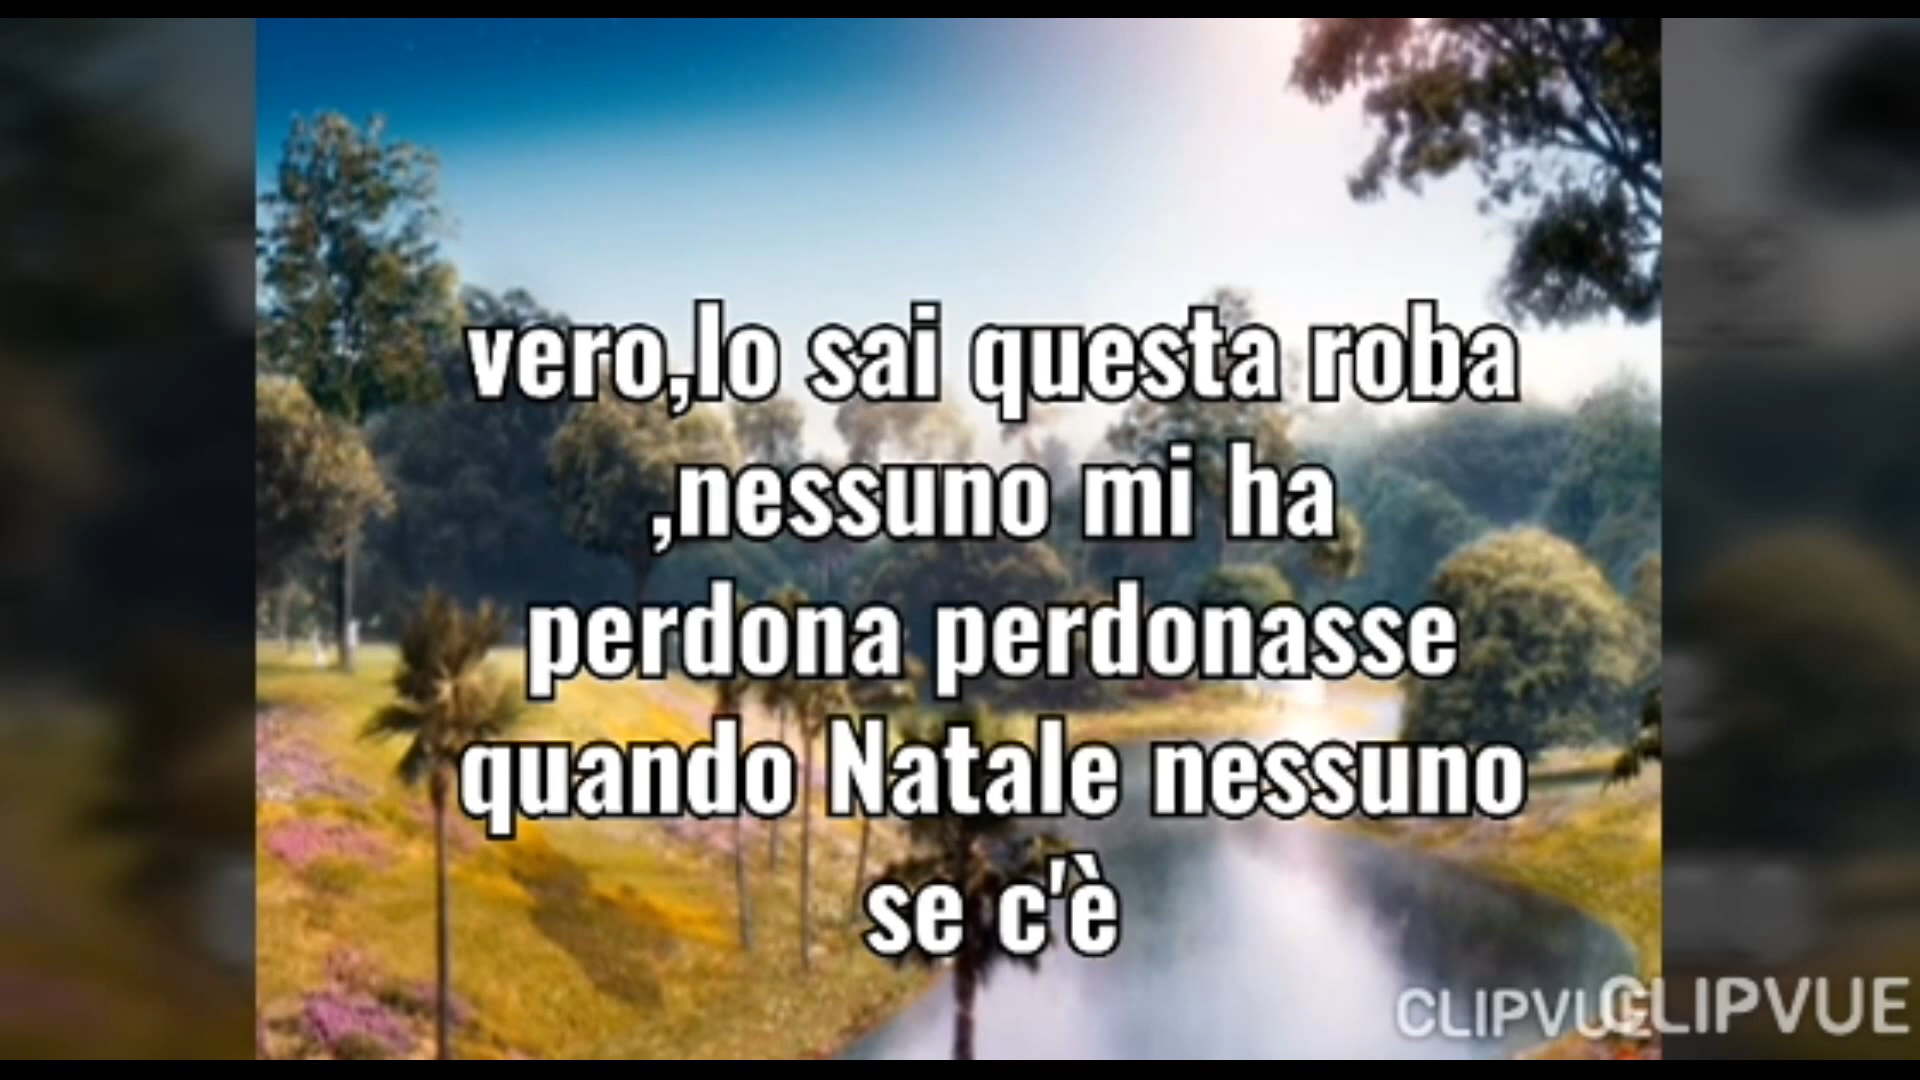 vero,lo sai questa roba
,nessuno mi ha
perdona perdonasse
quando Natale nessuno
se c'è
CLIPVUE
CLIPVUE